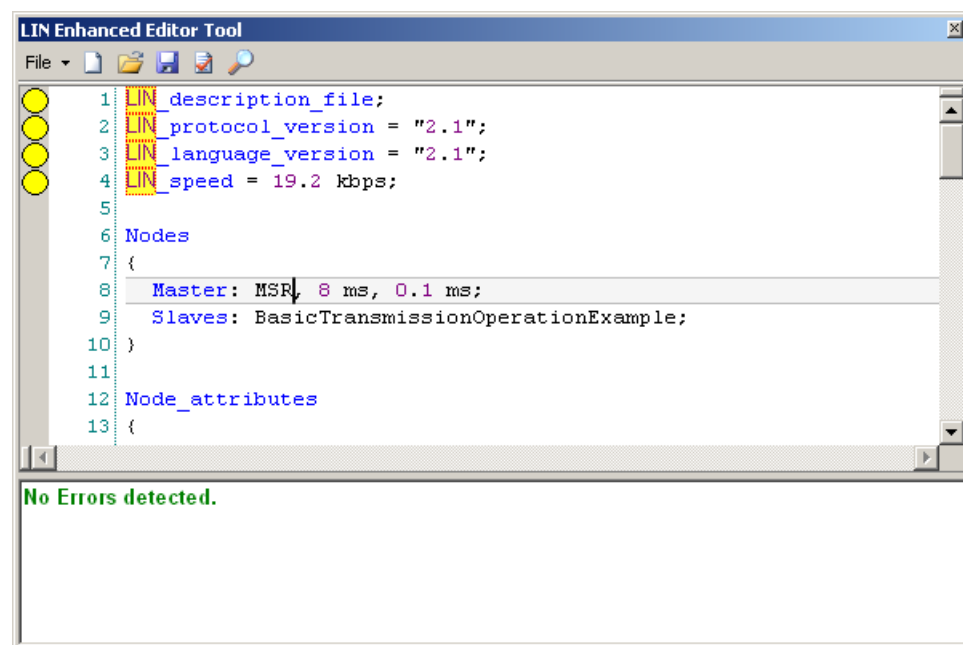 LIN Enhanced Editor Tool
File
1 LIN_description_file;
2 LIN_protocol_version = "2.1";
3 LIN_language_version = "2.1";
4 LIN_speed = 19.2 kbps;
5
6 Nodes
7 {
8 Master: MSR, 8 ms, 0.1 ms;
9 Slaves: BasicTransmissionOperationExample;
10 }
11
12 Node_attributes
13 {
No Errors detected.